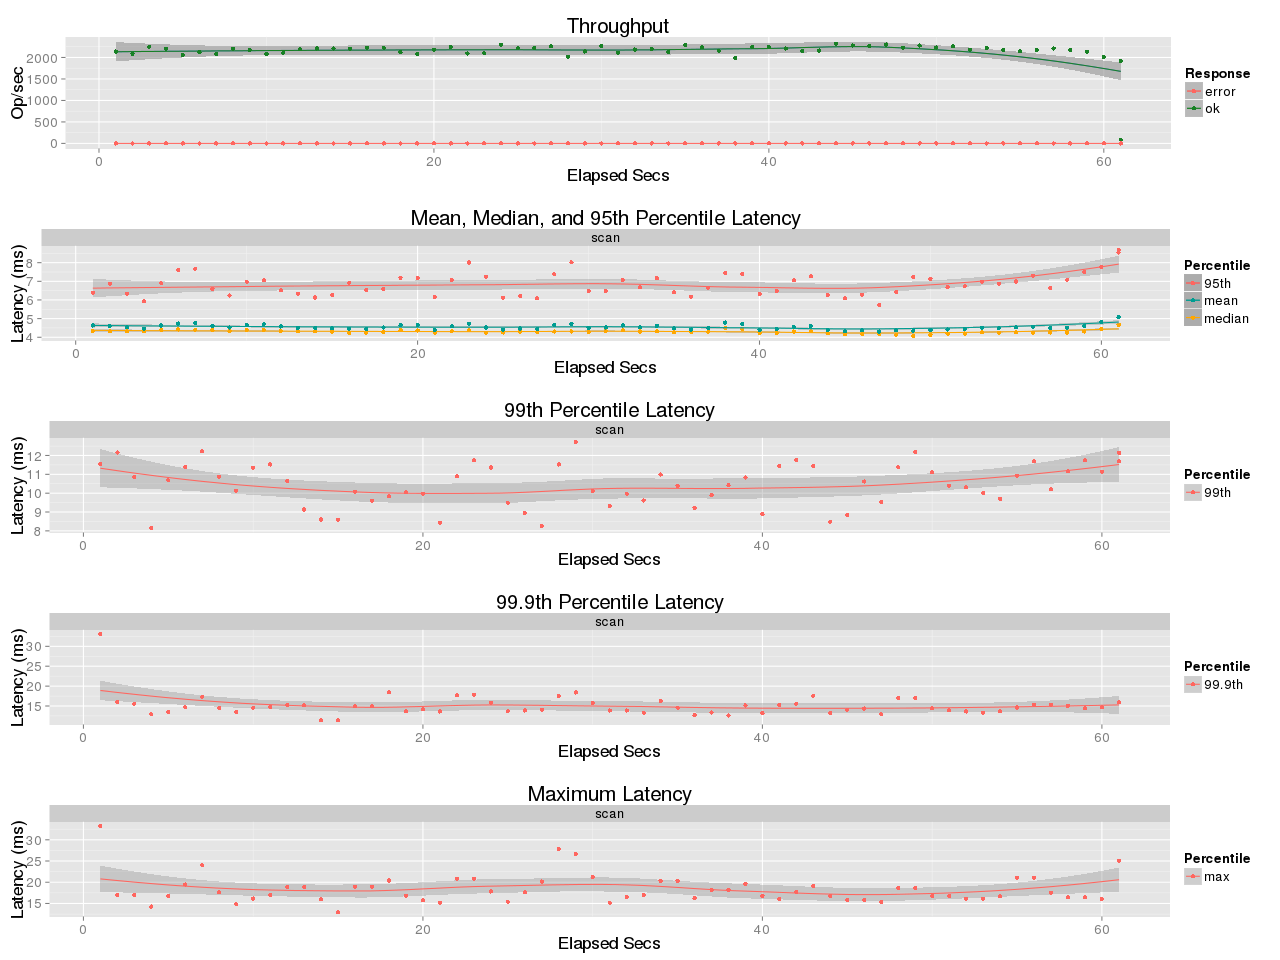 Throughput
Op/sec
2000
1500
1000
500
0
0 20 40 60
Elapsed Secs
Response
error
ok
Mean, Median, and 95th Percentile Latency
scan
Latency (ms)
8
7
6
5
4
0 20 40 60
Elapsed Secs
Percentile
95th
mean
median
99th Percentile Latency
scan
Latency (ms)
12
11
10
9
8
0 20 40 60
Elapsed Secs
Percentile
99th
99.9th Percentile Latency
scan
Latency (ms)
30
25
20
15
0 20 40 60
Elapsed Secs
Percentile
99.9th
Maximum Latency
scan
Latency (ms)
30
25
20
15
0 20 40 60
Elapsed Secs
Percentile
max